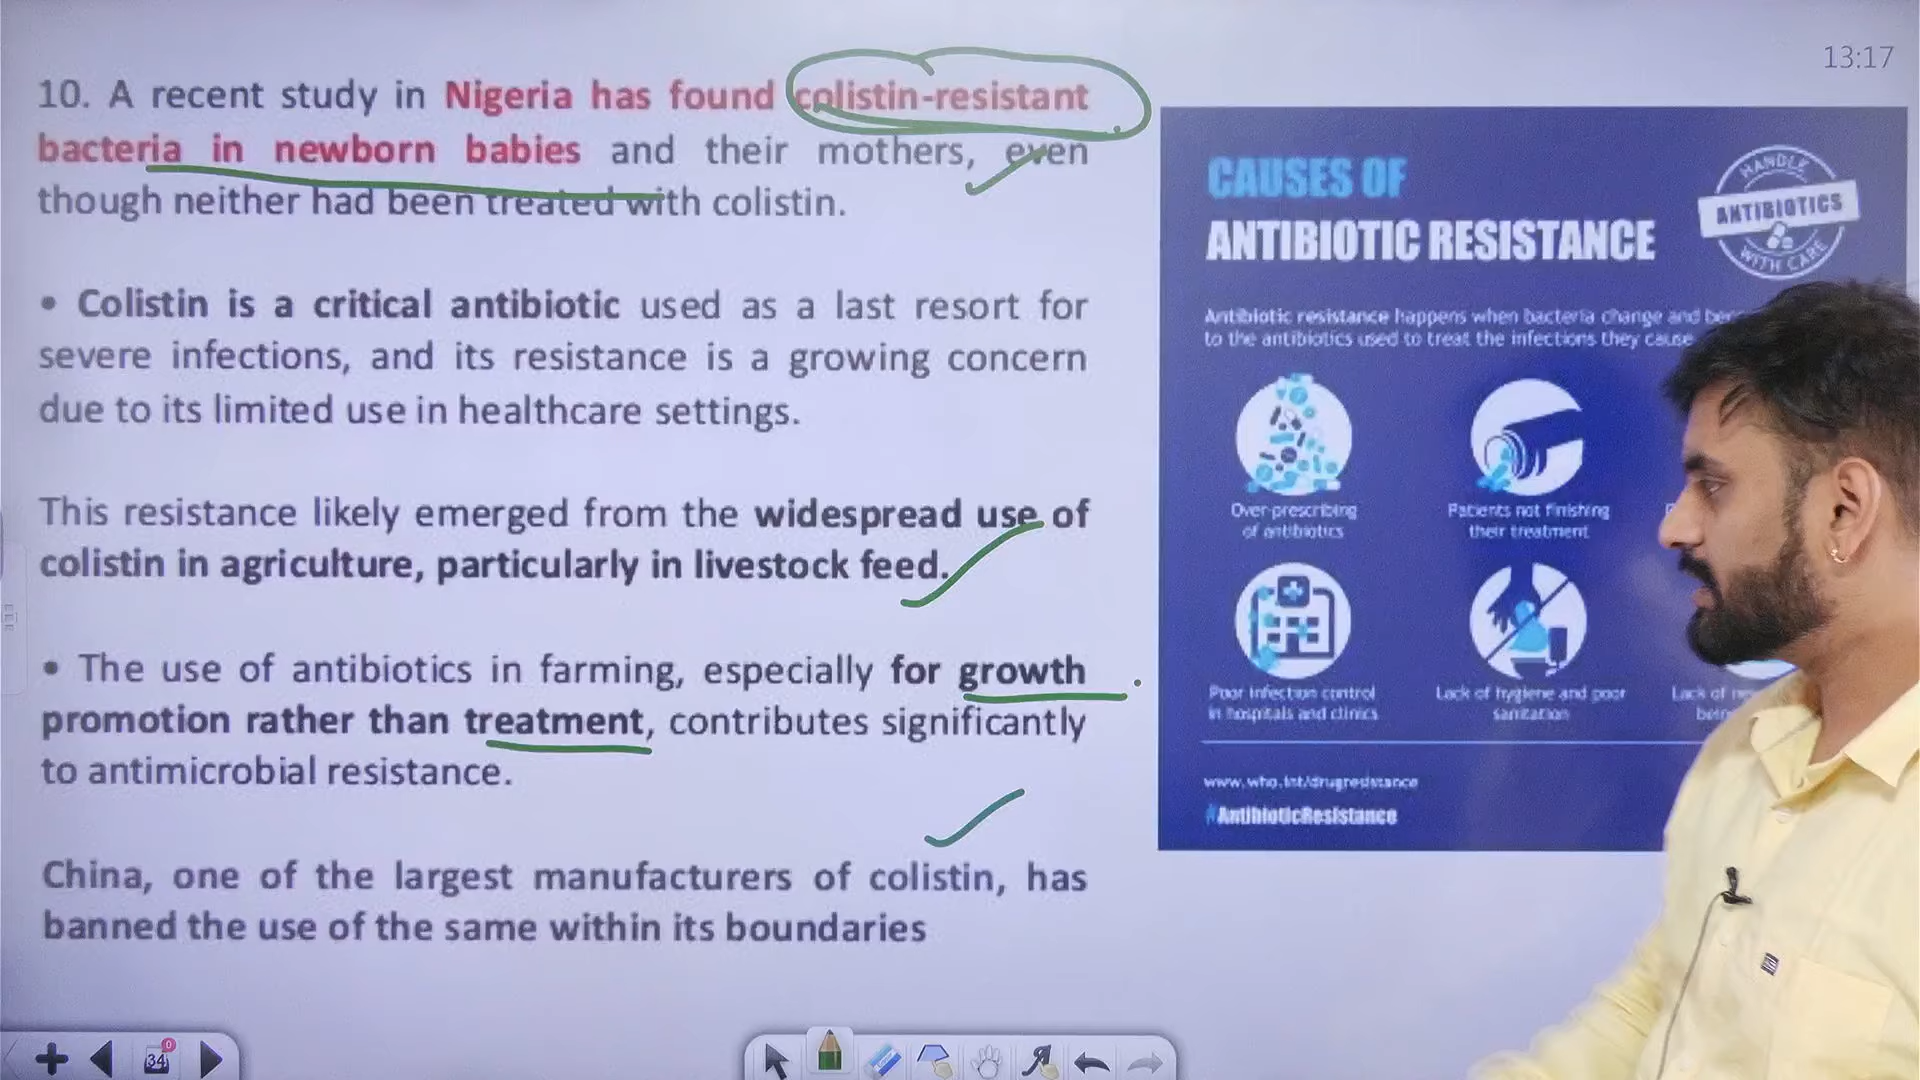 13:17
10. A recent study in Nigeria has found colistin-resistant
bacteria in newborn babies and their mothers, even
though neither had been treated with colistin.
• Colistin is a critical antibiotic used as a last resort for
severe infections, and its resistance is a growing concern
due to its limited use in healthcare settings.
This resistance likely emerged from the widespread use of
colistin in agriculture, particularly in livestock feed.
• The use of antibiotics in farming, especially for growth
promotion rather than treatment, contributes significantly
to antimicrobial resistance.
China, one of the largest manufacturers of colistin, has
banned the use of the same within its boundaries
CAUSES OF
ANTIBIOTIC RESISTANCE
HANDLE
ANTIBIOTICS
WITH CARE
Antibiotic resistance happens when bacteria change and
to the antibiotics used to treat the infections they cause
Over-prescribing
of antibiotics
Patients not finishing
their treatment
Poor infection control
in hospitals and clinics
Lack of hygiene and poor
sanitation
Lack of
www.who.int/drugresistance
#AntibioticResistance
34
0